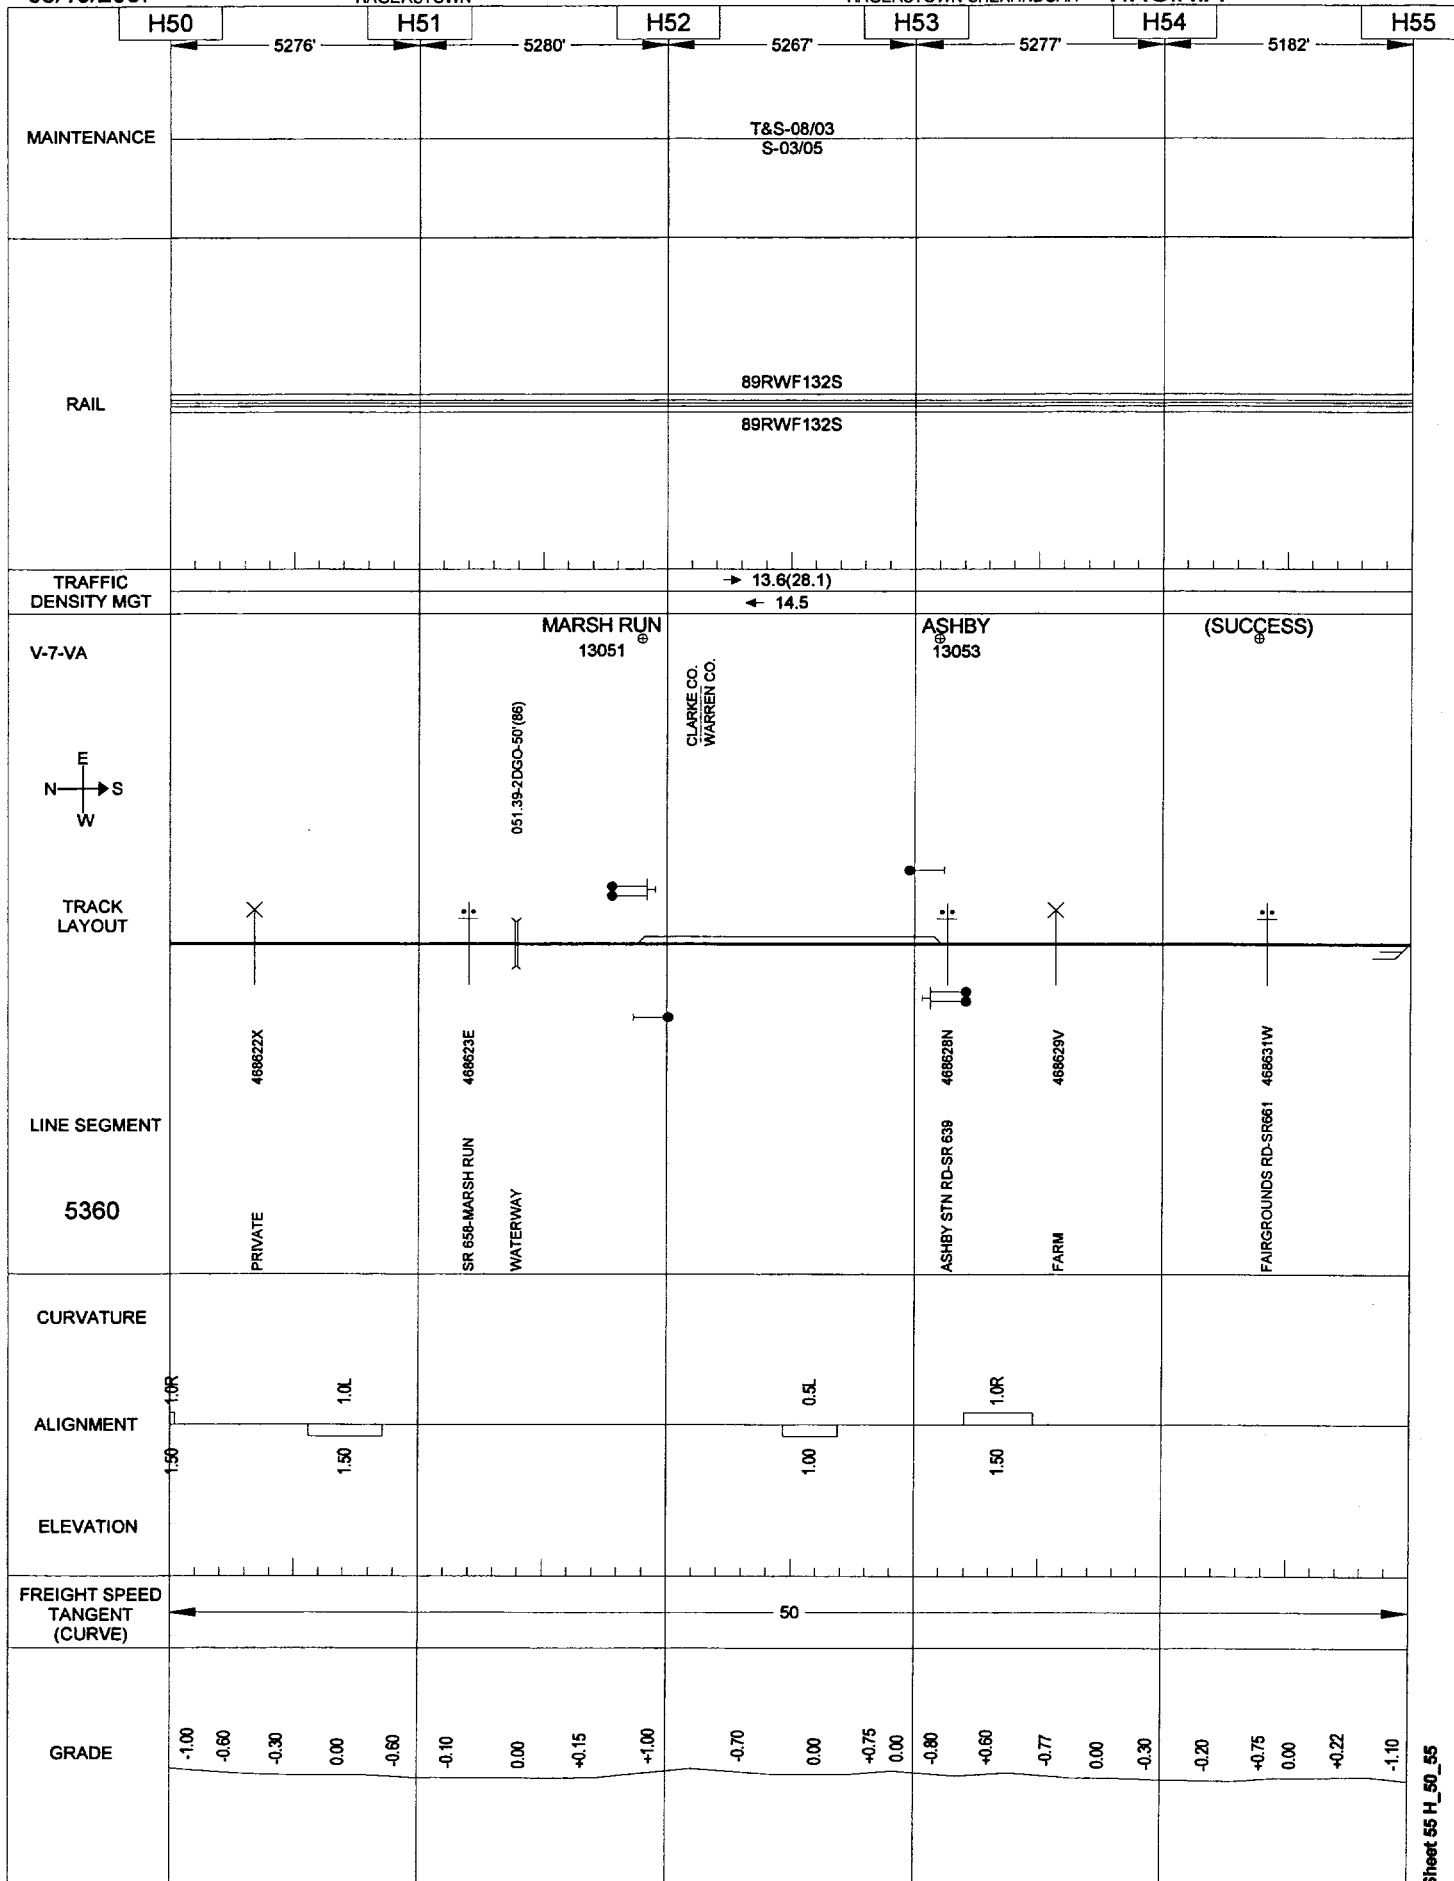 H50 H51 H52 H53 H54 H55
5276' 5280' 5267' 5277' 5182'
MAINTENANCE
T&S-08/03
S-03/05
RAIL
89RWF132S
89RWF132S
TRAFFIC
DENSITY MGT
13.6(28.1)
14.5
V-7-VA
MARSH RUN
13051
ASHBY
13053
(SUCCESS)
CLARKE CO.
WARREN CO.
051.39-2DGO-50'(86)
E
N S
W
TRACK
LAYOUT
468622X
468623E
468628N
468629V
468631W
LINE SEGMENT
5360
PRIVATE
SR 658-MARSH RUN
WATERWAY
ASHBY STN RD-SR 639
FARM
FAIRGROUNDS RD-SR661
CURVATURE
1.0R 1.0L 0.5L 1.0R
ALIGNMENT
1.50 1.50 1.00 1.50
ELEVATION
FREIGHT SPEED
TANGENT
(CURVE)
50
GRADE
-1.00 -0.60 -0.30 0.00 -0.60 -0.10 0.00 +0.15 +1.00 -0.70 0.00 +0.75 0.00 -0.80 +0.60 -0.77 0.00 -0.30 -0.20 +0.75 0.00 +0.22 -1.10
Sheet 55 H_50_55